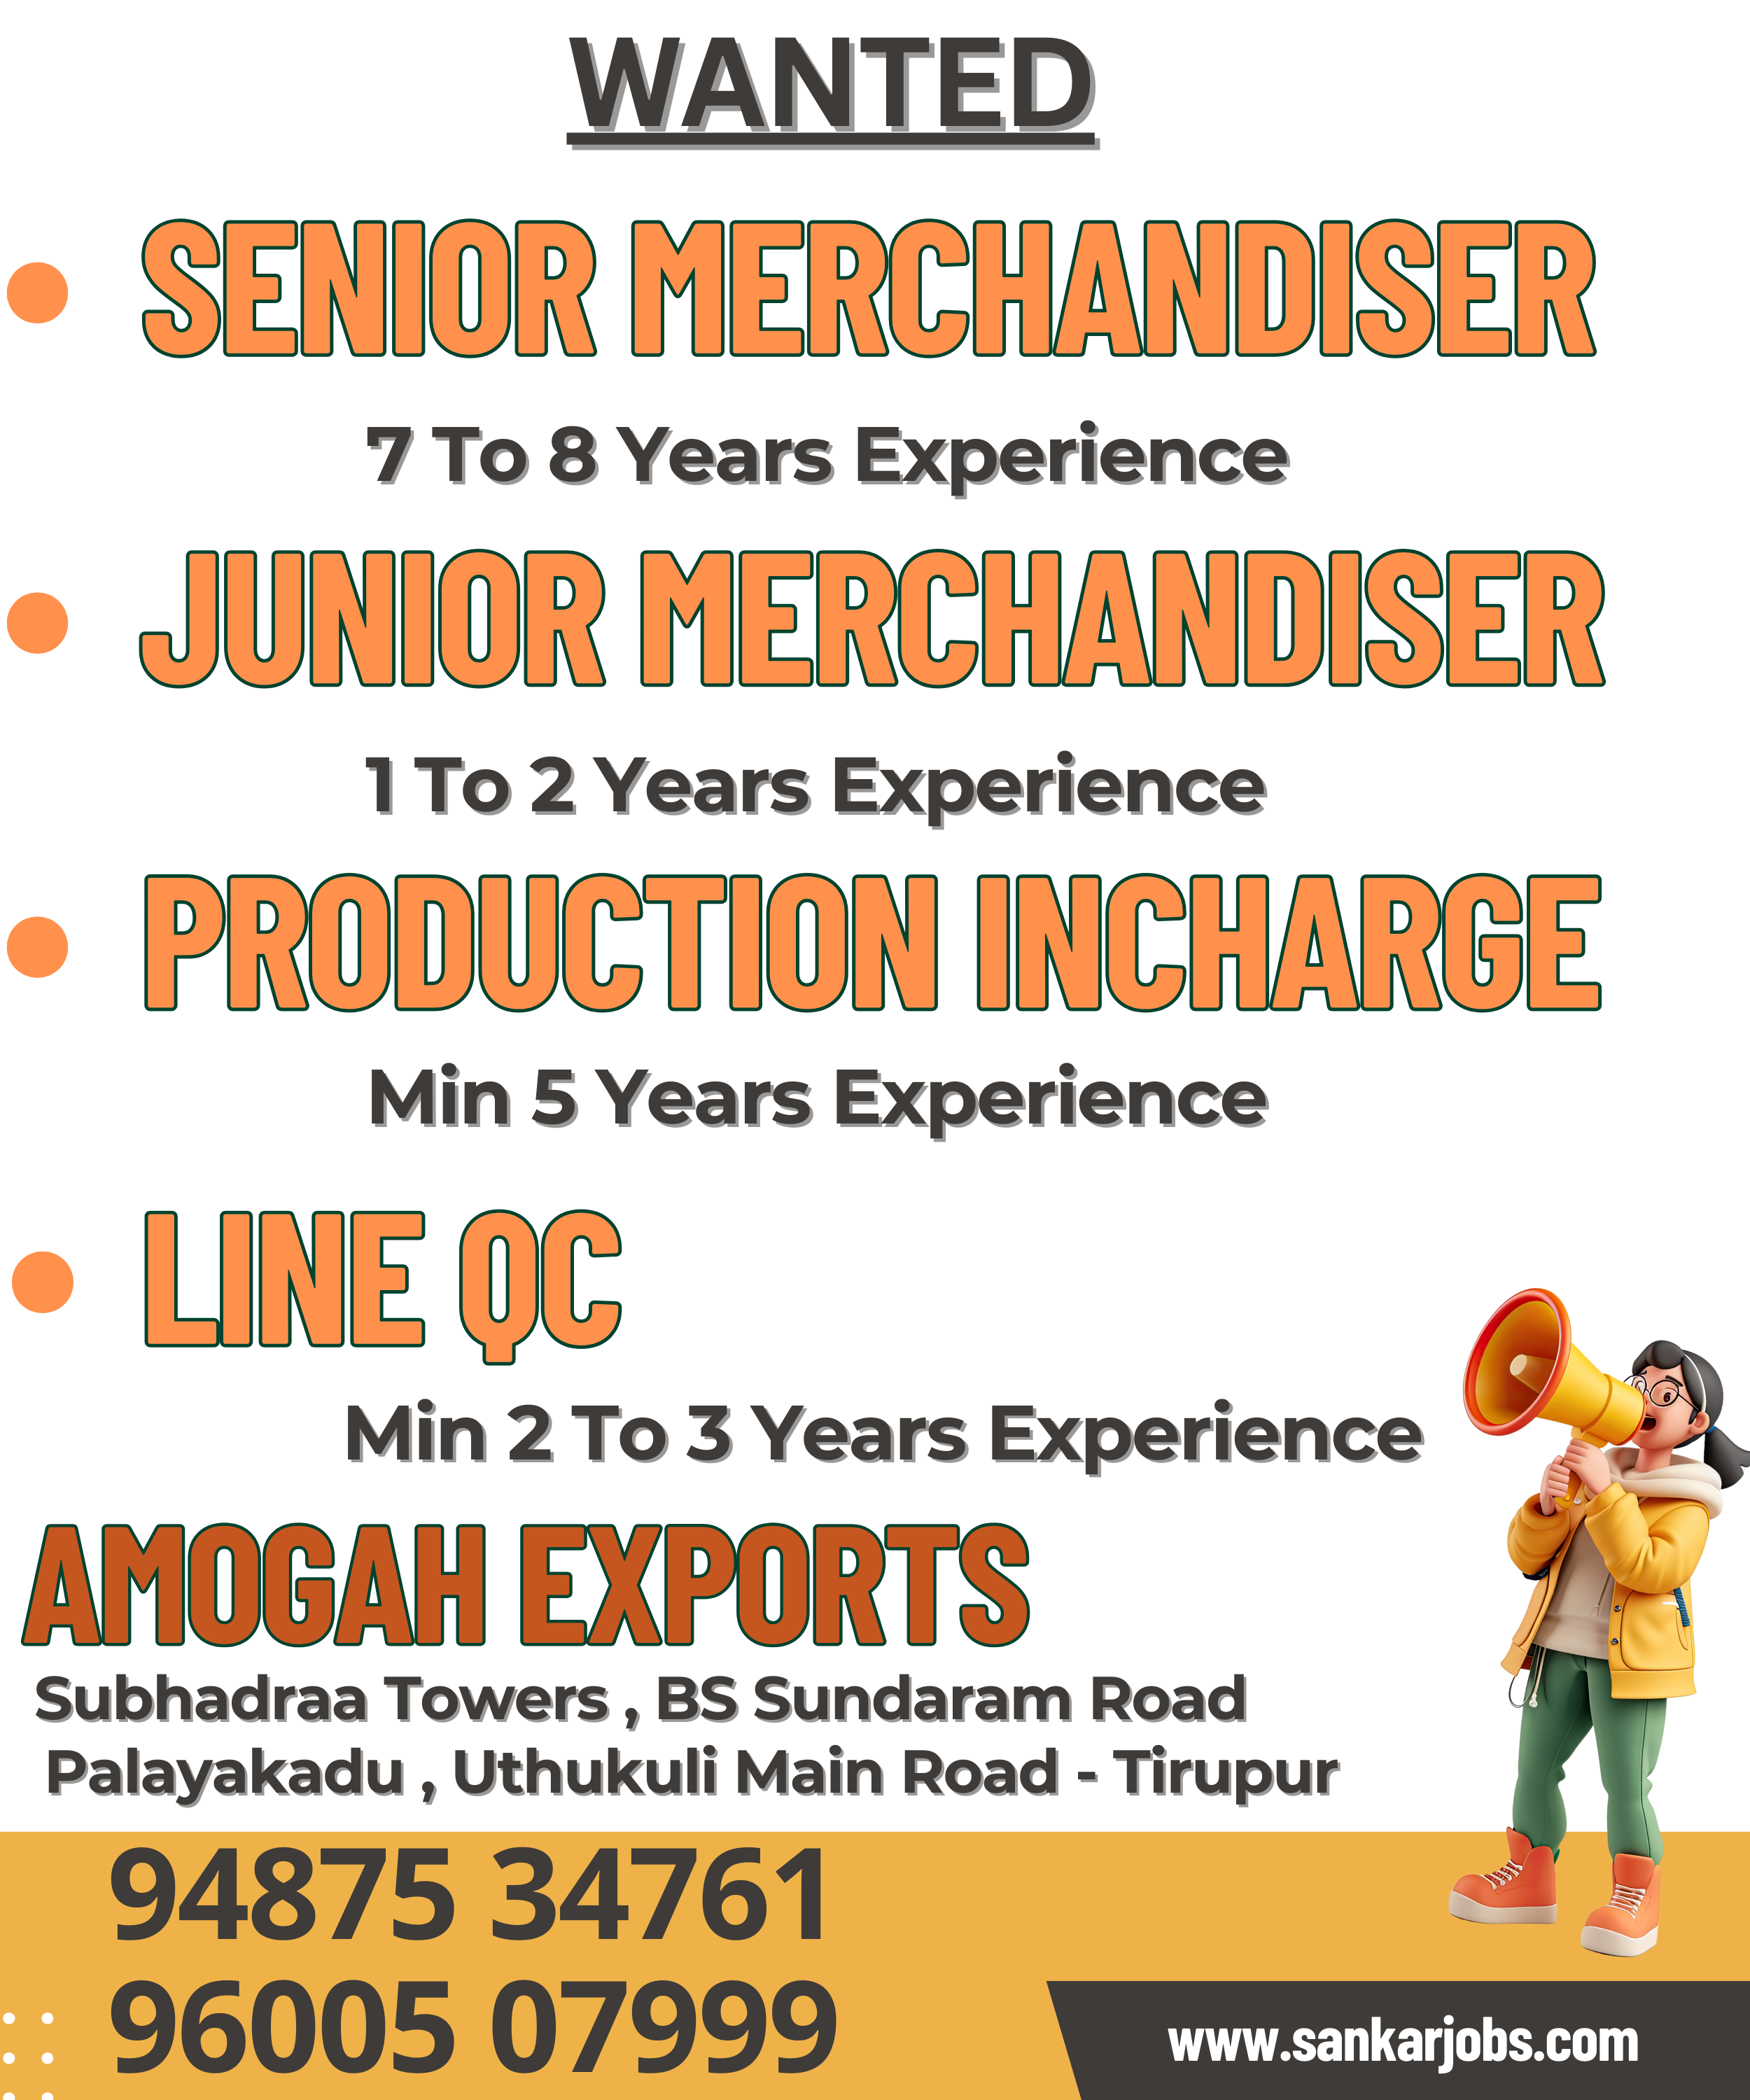 WANTED
SENIOR MERCHANDISER
7 To 8 Years Experience
JUNIOR MERCHANDISER
1 To 2 Years Experience
PRODUCTION INCHARGE
Min 5 Years Experience
LINE QC
Min 2 To 3 Years Experience
AMOGAH EXPORTS
Subhadraa Towers , BS Sundaram Road
Palayakadu , Uthukuli Main Road - Tirupur
94875 34761
96005 07999
www.sankarjobs.com